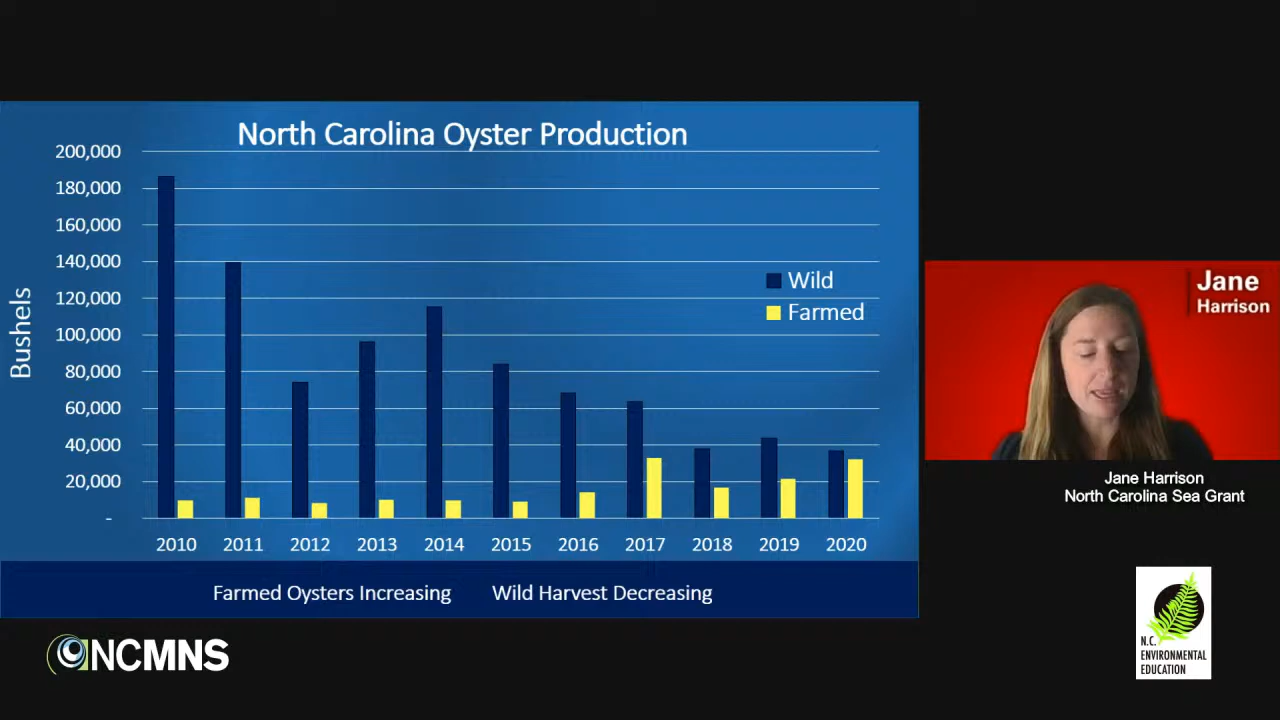 North Carolina Oyster Production
200,000
180,000
160,000
140,000
120,000
100,000
80,000
60,000
40,000
20,000
-
Bushels
Wild
Farmed
2010 2011 2012 2013 2014 2015 2016 2017 2018 2019 2020
Farmed Oysters Increasing Wild Harvest Decreasing
Jane
Harrison
Jane Harrison
North Carolina Sea Grant
NCMNS
N.C.
ENVIRONMENTAL
EDUCATION